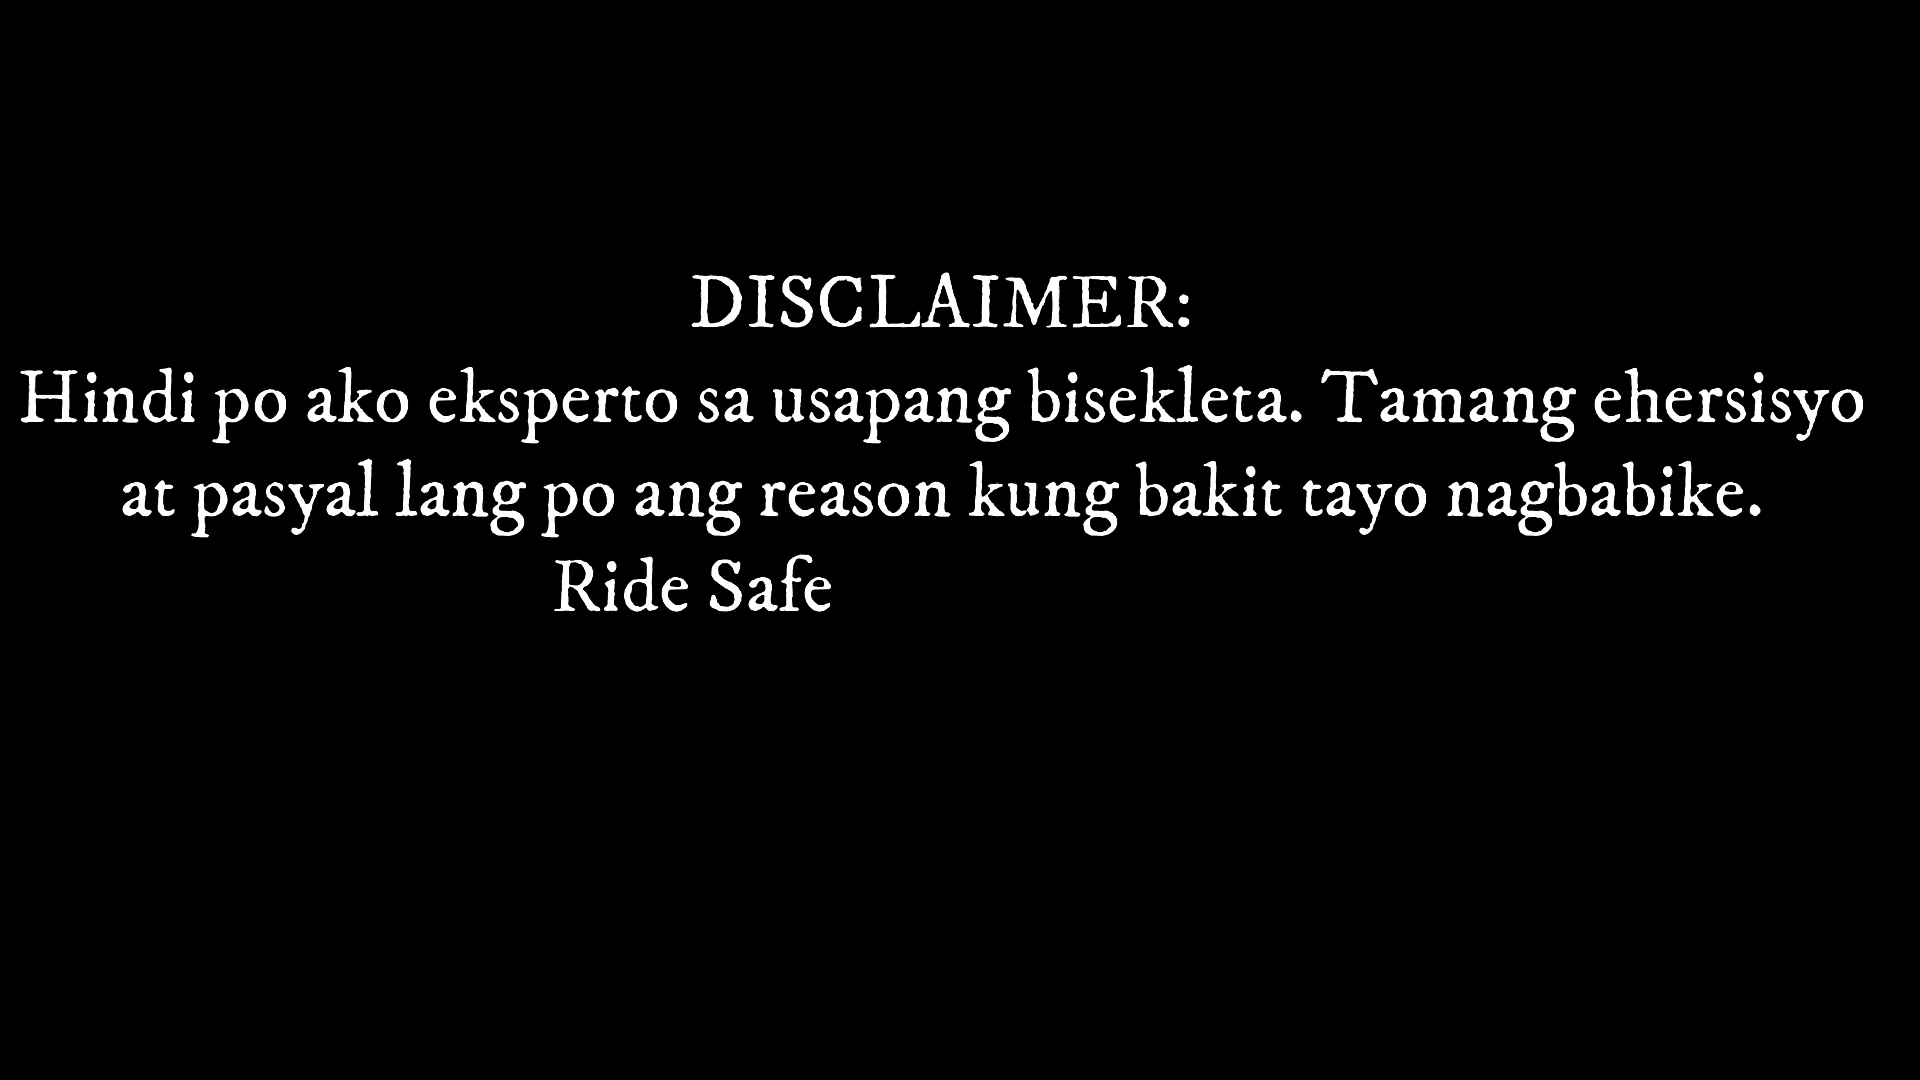 DISCLAIMER:
Hindi po ako eksperto sa usapang bisekleta. Tamang ehersisyo
at pasyal lang po ang reason kung bakit tayo nagbabike.
Ride Safe